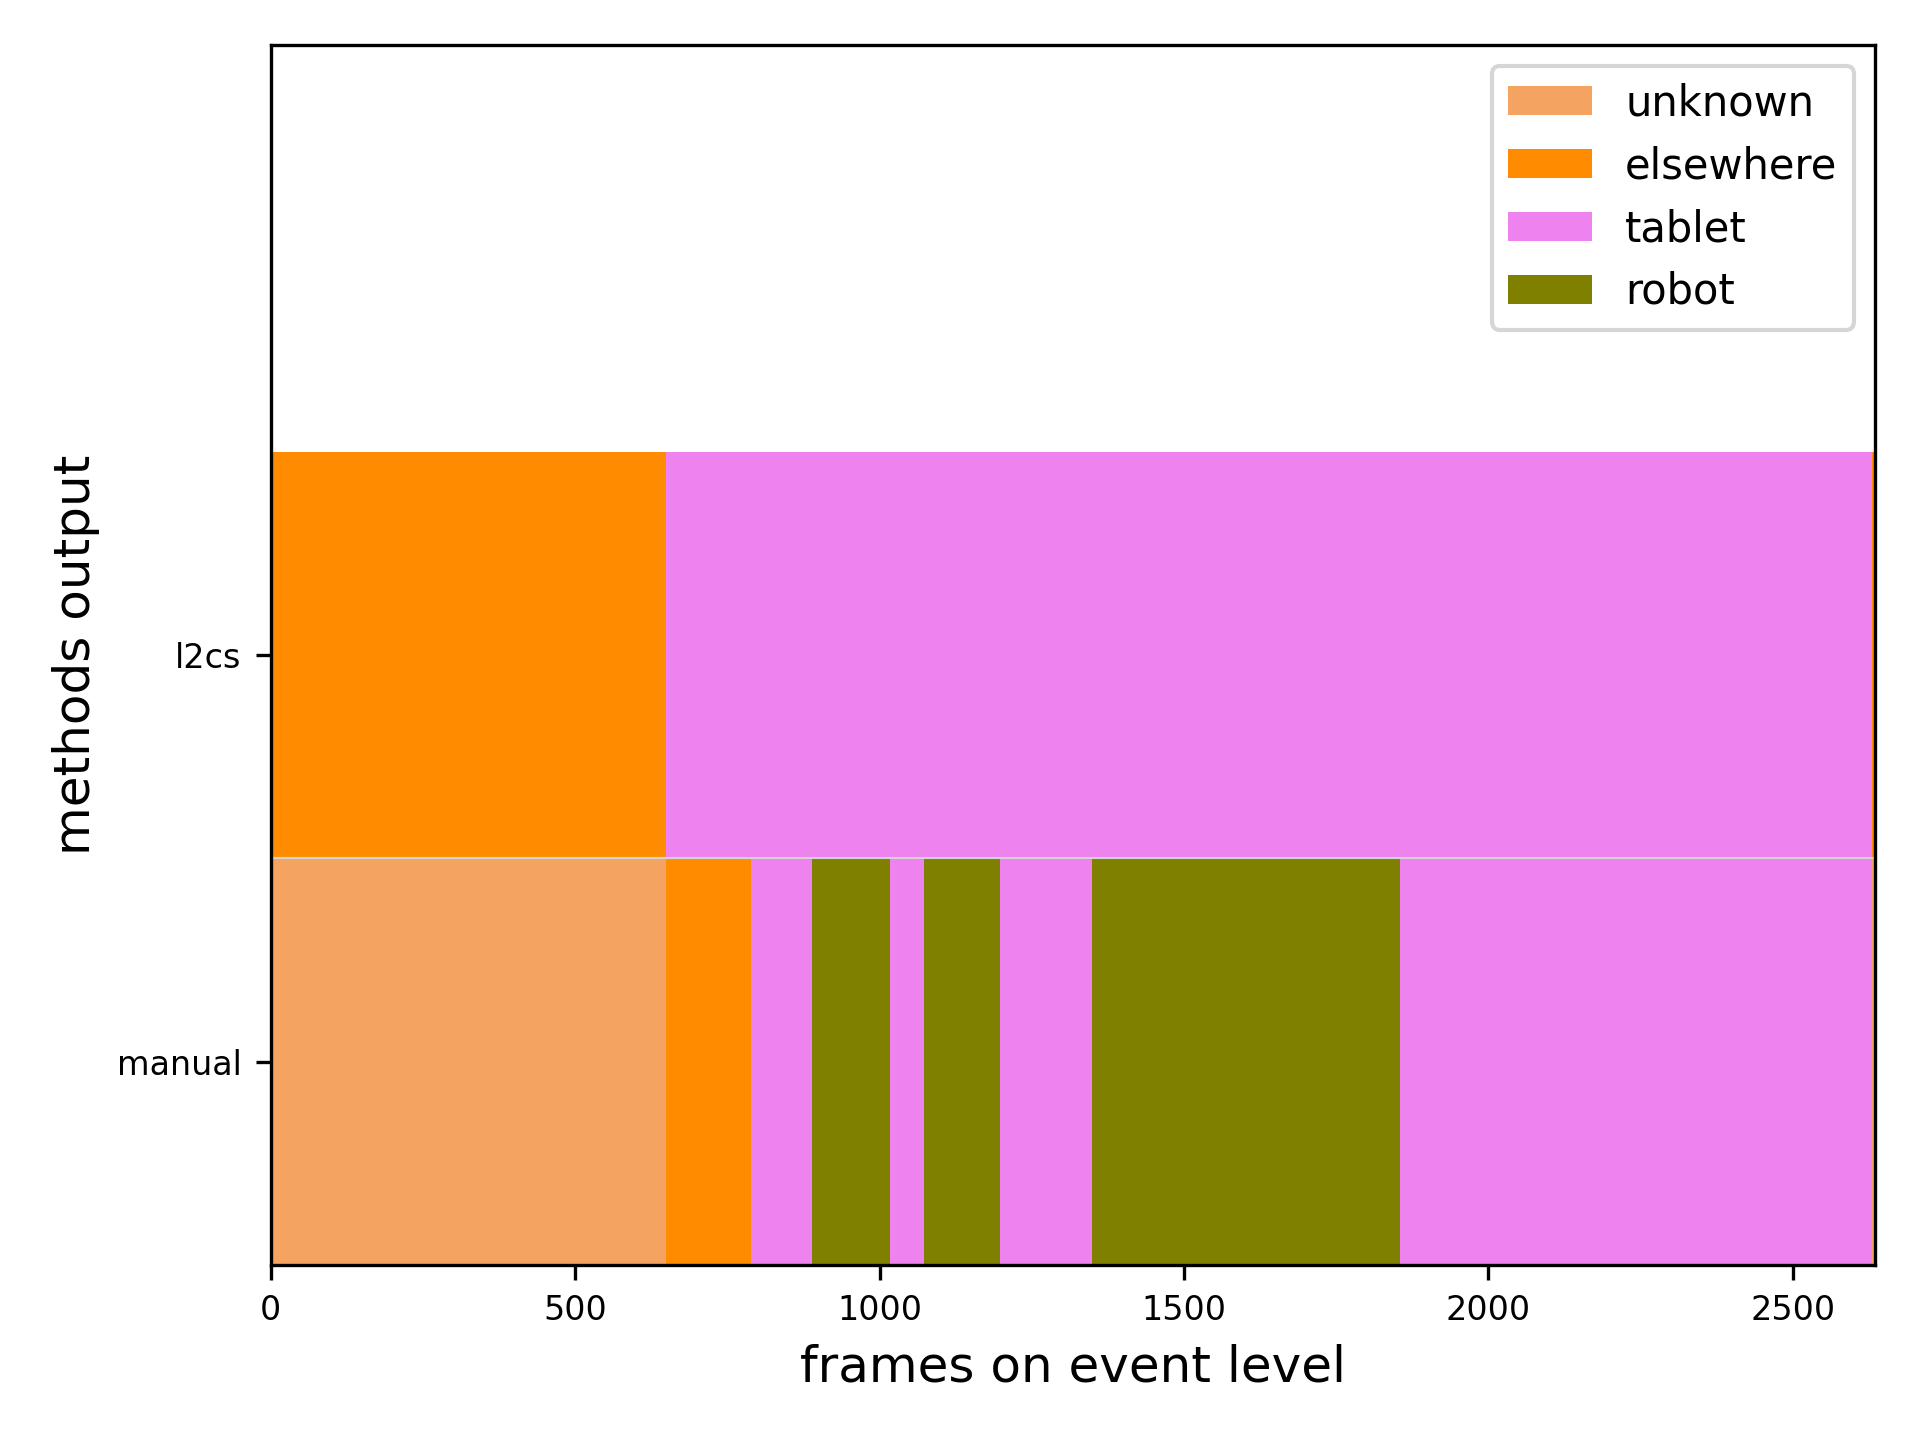 unknown
elsewhere
tablet
robot
methods output
l2cs
manual
0 500 1000 1500 2000 2500
frames on event level